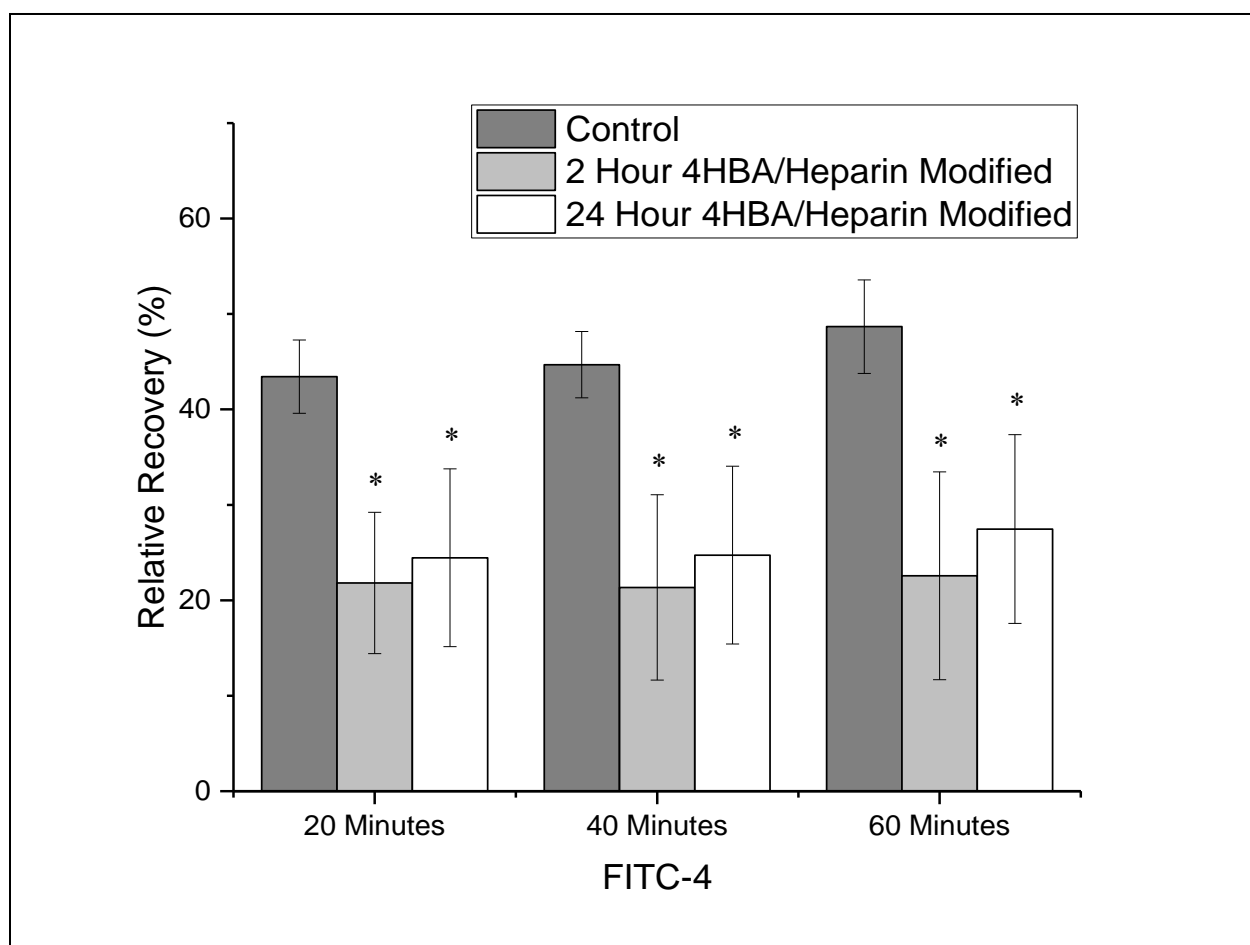 Control
2 Hour 4HBA/Heparin Modified
24 Hour 4HBA/Heparin Modified
Relative Recovery (%)
60
40
20
0
* * * * * *
20 Minutes 40 Minutes 60 Minutes
FITC-4